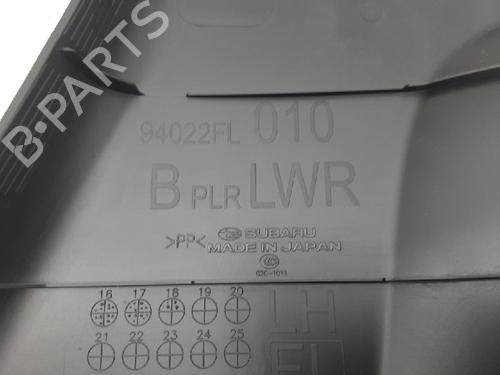 B-PARTS
94022FL 010
B PLR LWR
>PP< SUBARU
MADE IN JAPAN
16 17 18 19 20
LH
21 22 23 24 25